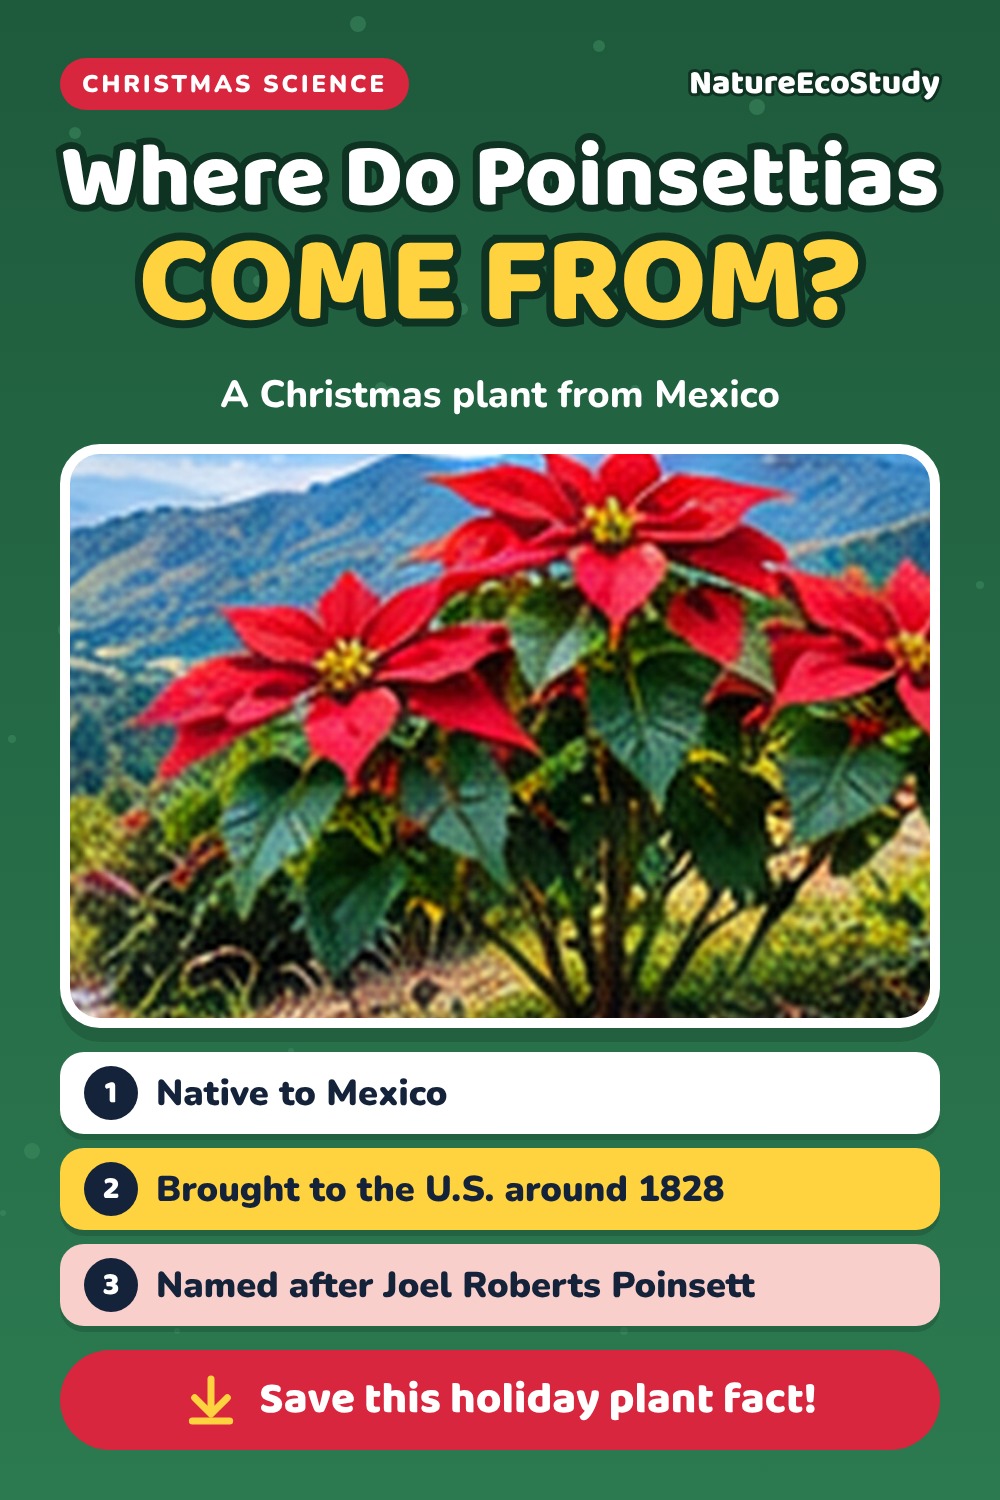 CHRISTMAS SCIENCE
NatureEcoStudy
Where Do Poinsettias
COME FROM?
A Christmas plant from Mexico
1 Native to Mexico
2 Brought to the U.S. around 1828
3 Named after Joel Roberts Poinsett
Save this holiday plant fact!